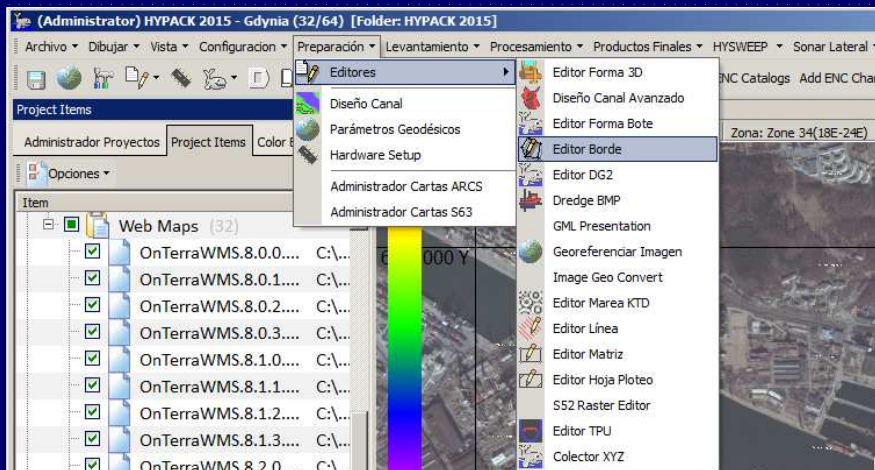 (Administrator) HYPACK 2015 - Gdynia (32/64) [Folder: HYPACK 2015]
Archivo Dibujar Vista Configuracion Preparación Levantamiento Procesamiento Productos Finales HYSWEEP Sonar Lateral
ENC Catalogs Add ENC
Project Items
Administrador Proyectos Project Items Color
Zona: Zone 34(18E-24E)
Opciones
Item
Web Maps (32)
OnTerraWMS.8.0.0.... C:\...
OnTerraWMS.8.0.1.... C:\...
OnTerraWMS.8.0.2.... C:\...
OnTerraWMS.8.0.3.... C:\...
OnTerraWMS.8.1.0.... C:\...
OnTerraWMS.8.1.1.... C:\...
OnTerraWMS.8.1.2.... C:\...
OnTerraWMS.8.1.3.... C:\...
OnTerraWMS.8.2.0.... C:\...
Editores
Diseño Canal
Parámetros Geodésicos
Hardware Setup
Administrador Cartas ARCS
Administrador Cartas S63
Editor Forma 3D
Diseño Canal Avanzado
Editor Forma Bote
Editor Borde
Editor DG2
Dredge BMP
GML Presentation
Georeferenciar Imagen
Image Geo Convert
Editor Marea KTD
Editor Línea
Editor Matriz
Editor Hoja Ploteo
S52 Raster Editor
Editor TPU
Colector XYZ
000 Y